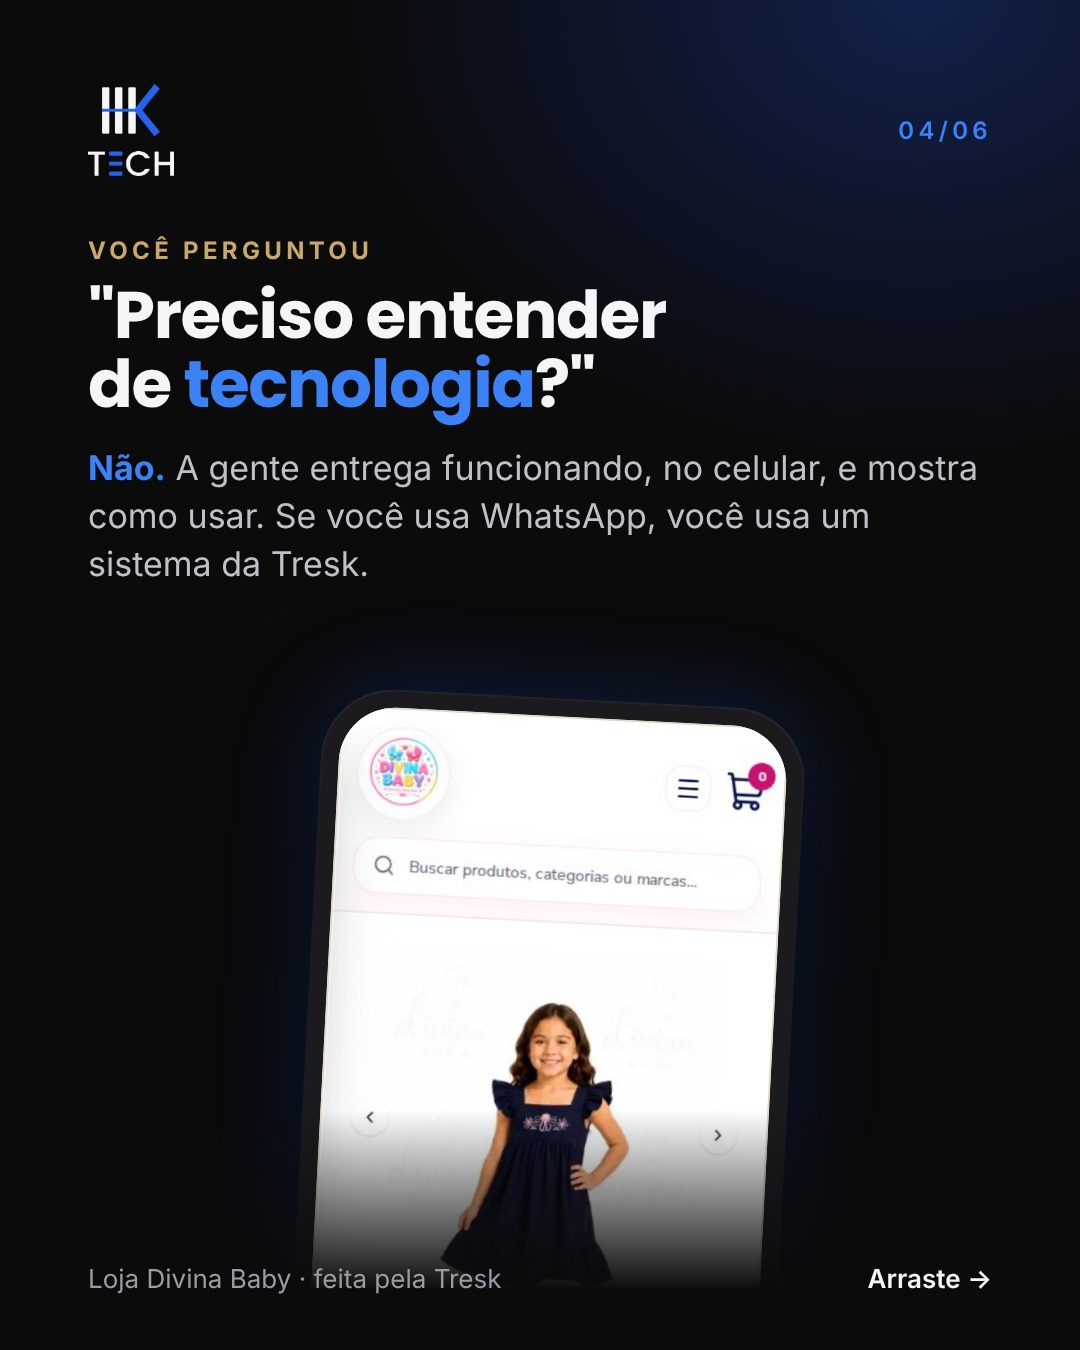 TECH
04/06
VOCÊ PERGUNTOU
"Preciso entender
de tecnologia?"
Não. A gente entrega funcionando, no celular, e mostra
como usar. Se você usa WhatsApp, você usa um
sistema da Tresk.
DIVINA
BABY
0
Buscar produtos, categorias ou marcas...
divina
divina
Loja Divina Baby · feita pela Tresk
Arraste →